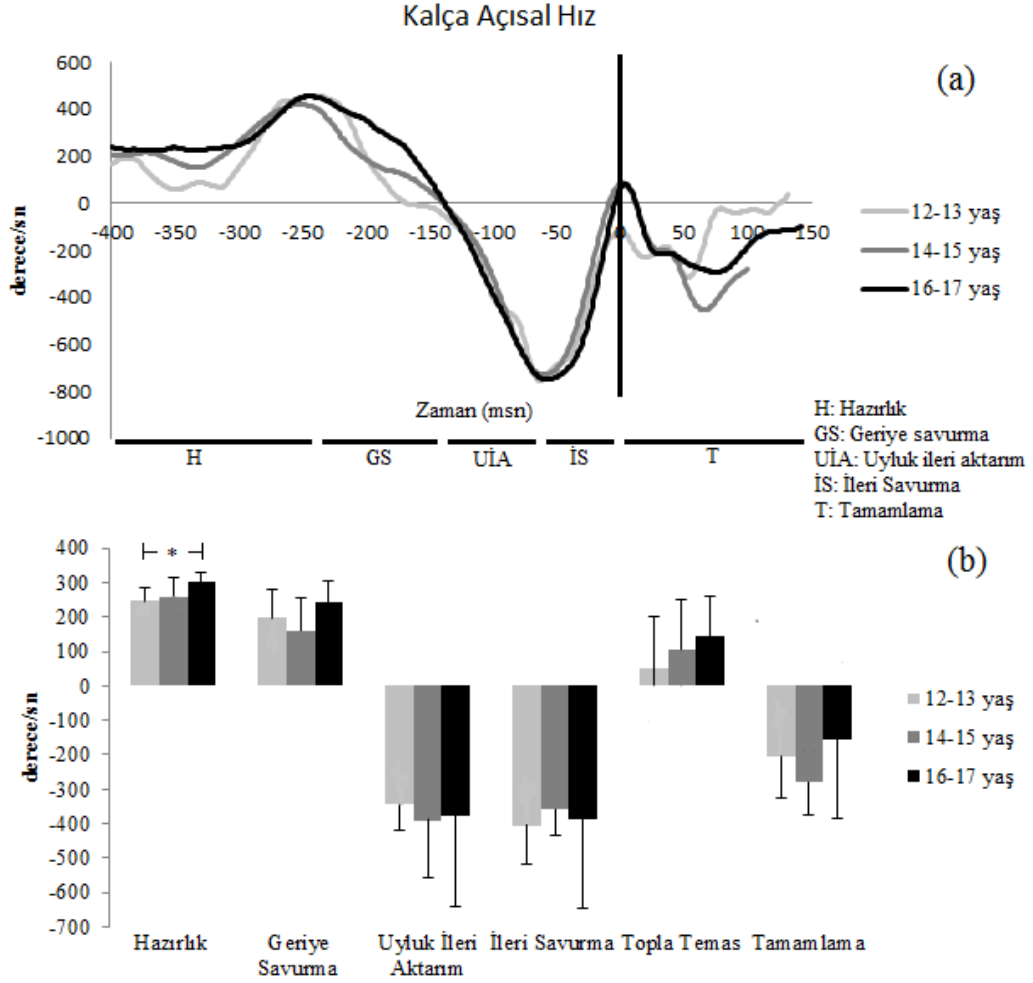 Kalça Açısal Hız
(a)
600
400
200
0
-200
-400
-600
-800
-1000
derece/sn
-400 -350 -300 -250 -200 -150 -100 -50 0 50 100 150
Zaman (msn)
12-13 yaş
14-15 yaş
16-17 yaş
H GS UİA İS T
H: Hazırlık
GS: Geriye savurma
UİA: Uyluk ileri aktarım
İS: İleri Savurma
T: Tamamlama
(b)
400
300
200
100
0
-100
-200
-300
-400
-500
-600
-700
derece/sn
*
12-13 yaş
14-15 yaş
16-17 yaş
Hazırlık
Geriye
Savurma
Uyluk İleri
Aktarım
İleri Savurma
Topla Temas
Tamamlama